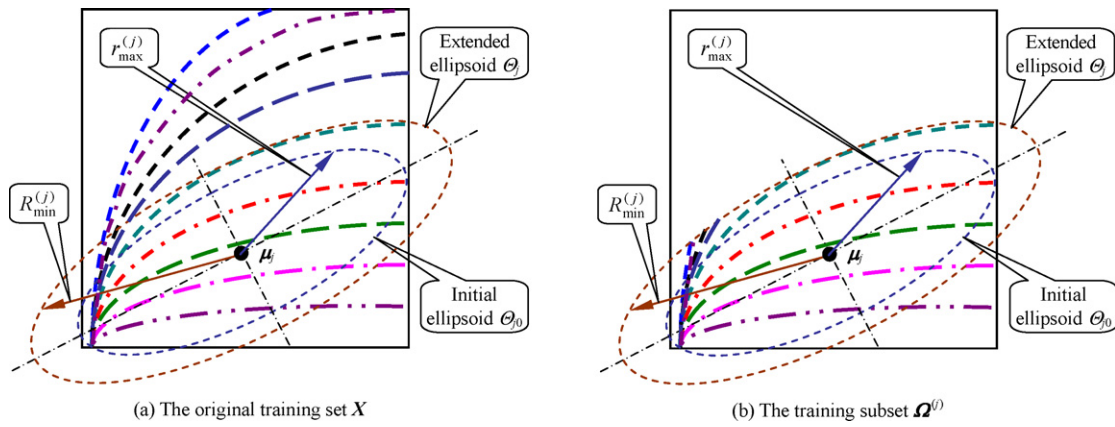 r_max^(j)
Extended
ellipsoid Θ_j
R_min^(j)
μ_j
Initial
ellipsoid Θ_j0
(a) The original training set X
r_max^(j)
Extended
ellipsoid Θ_j
R_min^(j)
μ_j
Initial
ellipsoid Θ_j0
(b) The training subset Ω^(j)